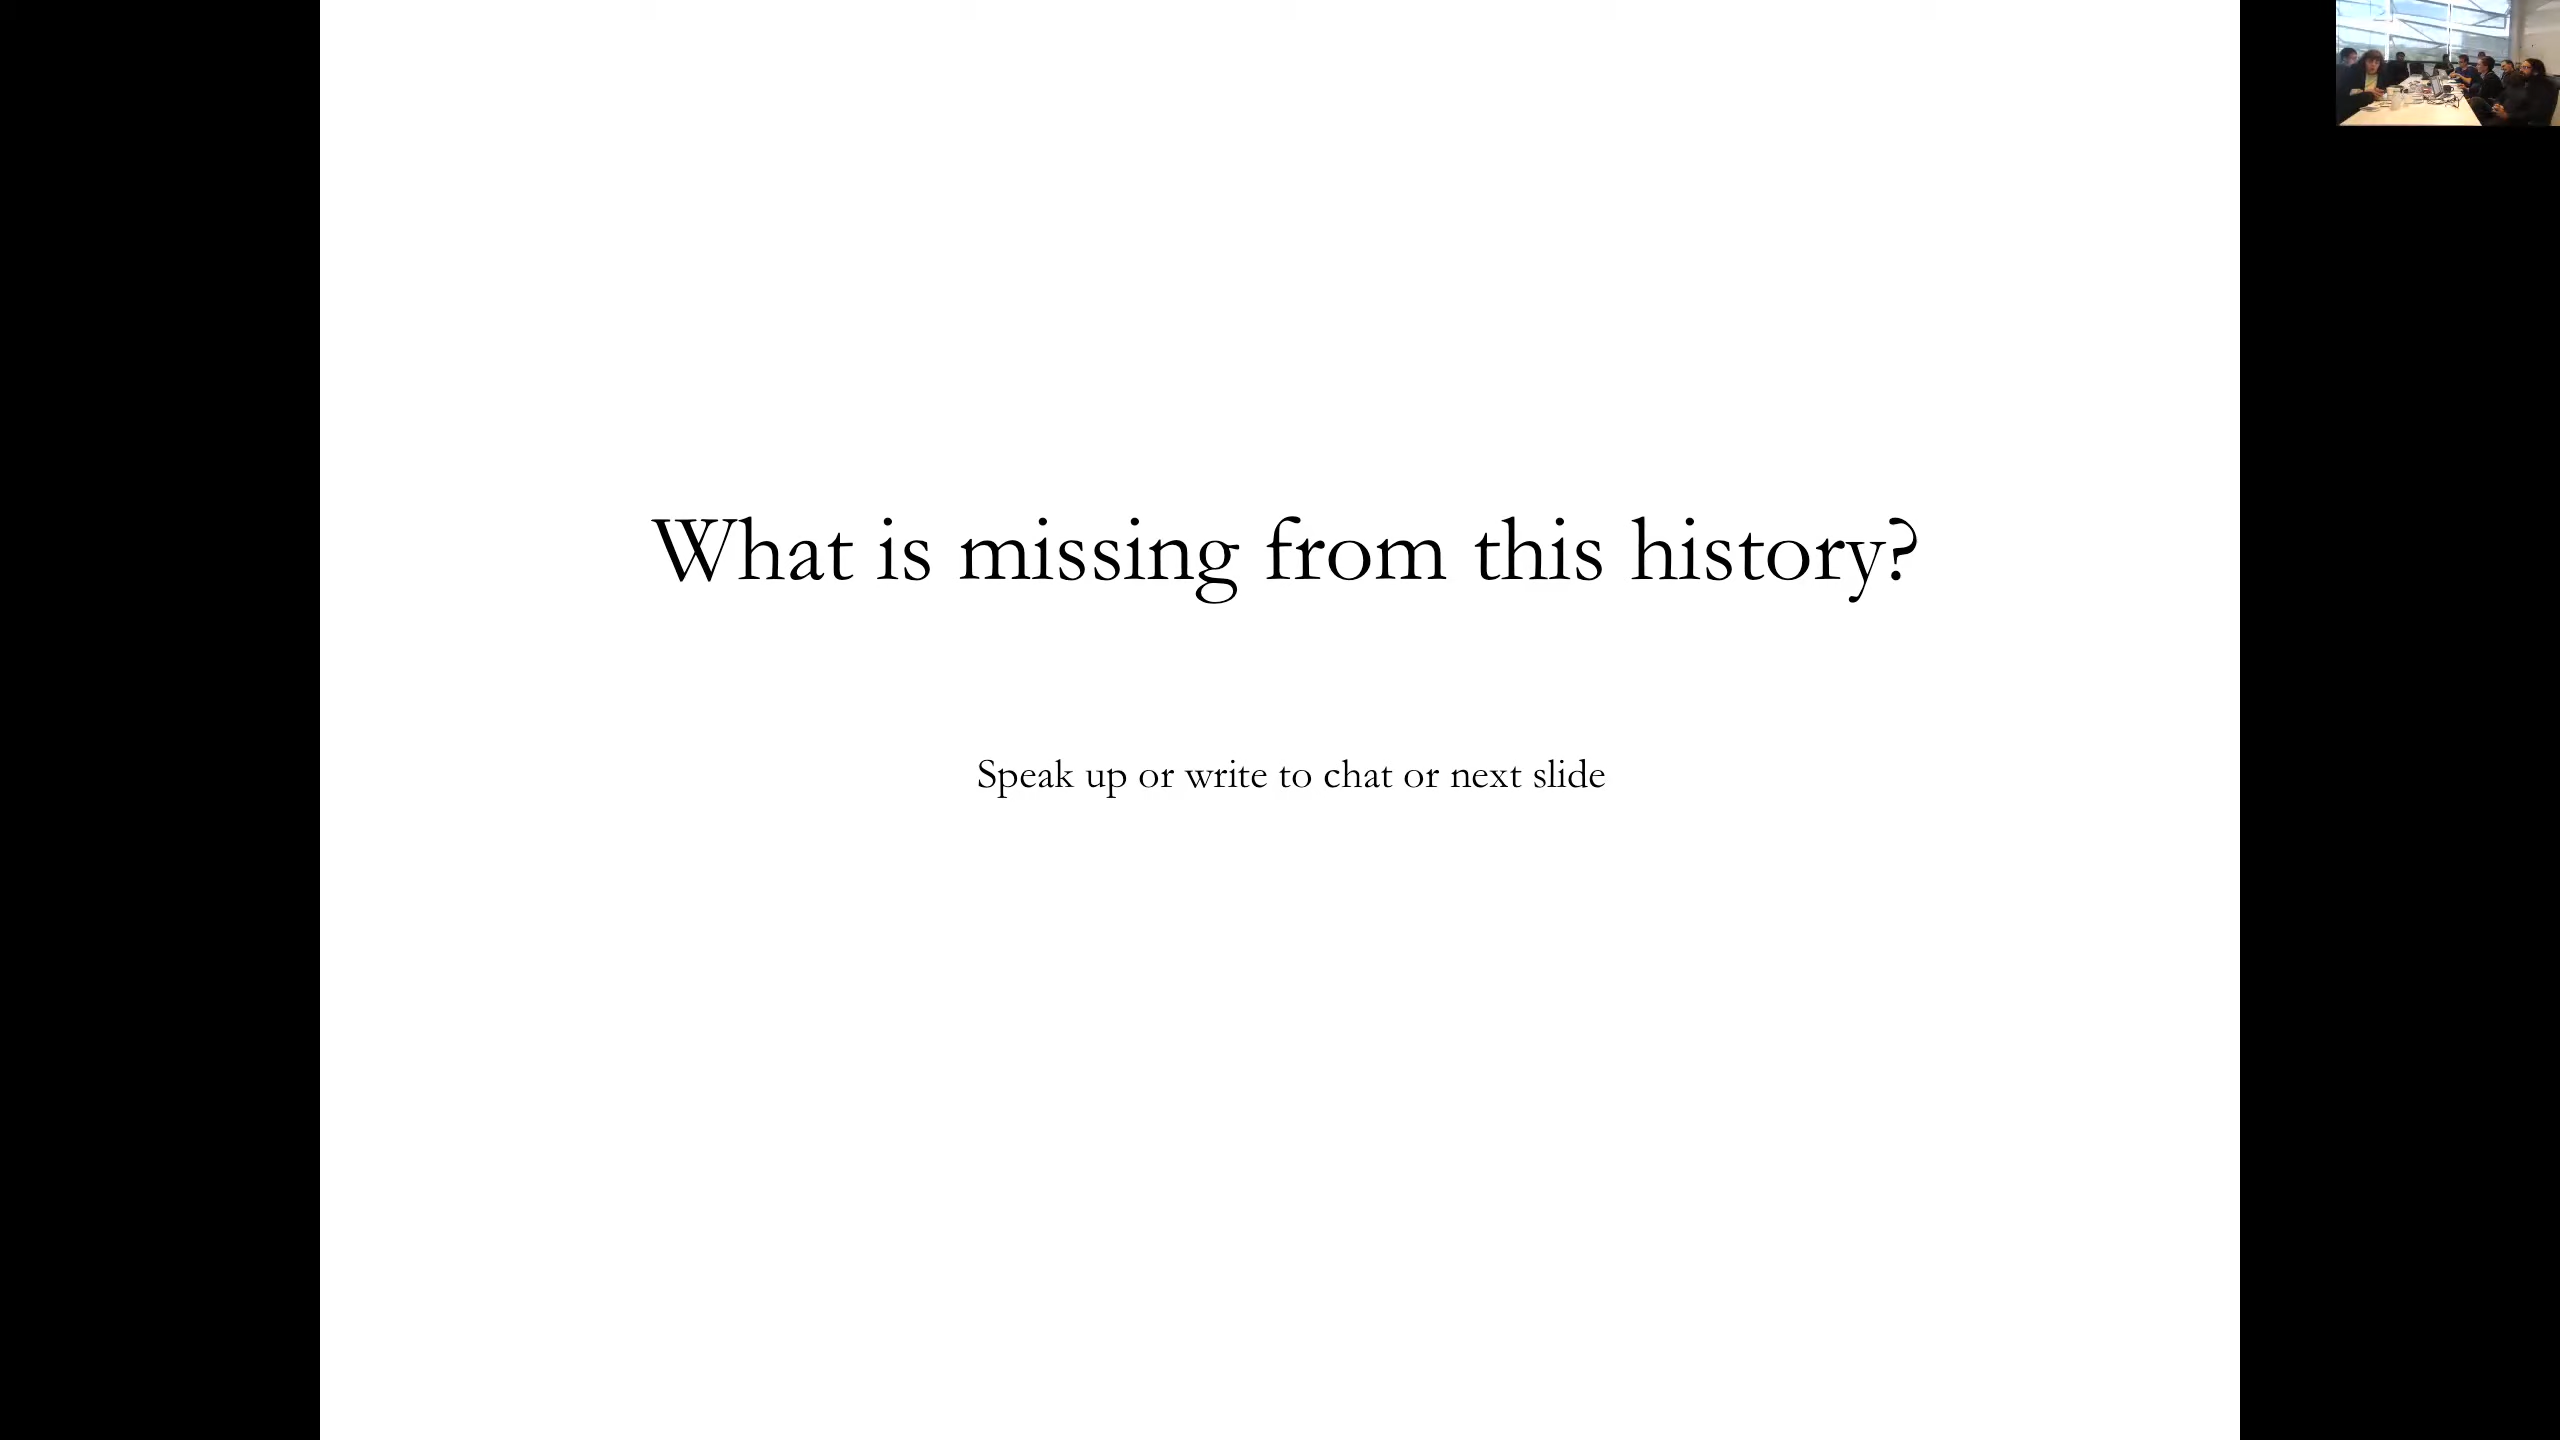 What is missing from this history?
Speak up or write to chat or next slide